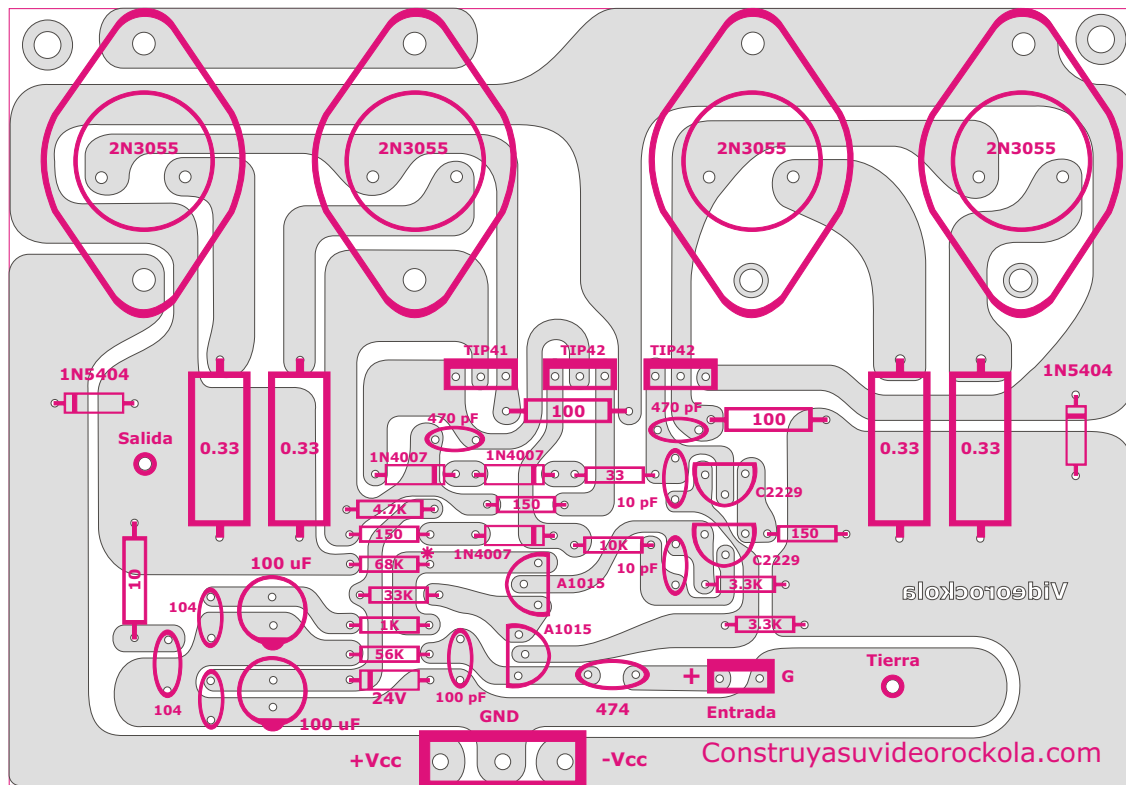 2N3055
2N3055
2N3055
2N3055
TIP41
TIP42
TIP42
1N5404
1N5404
100
100
470 pF
470 pF
Salida
0.33
0.33
0.33
0.33
1N4007
1N4007
33
C2229
10 pF
4.7K
150
150
150
*
1N4007
10K
C2229
10 pF
68K
10
100 uF
A1015
3.3K
Videorockola
33K
104
1K
A1015
3.3K
56K
Tierra
+
G
24V
100 pF
474
Entrada
104
100 uF
GND
+Vcc
-Vcc
Construyasuvideorockola.com